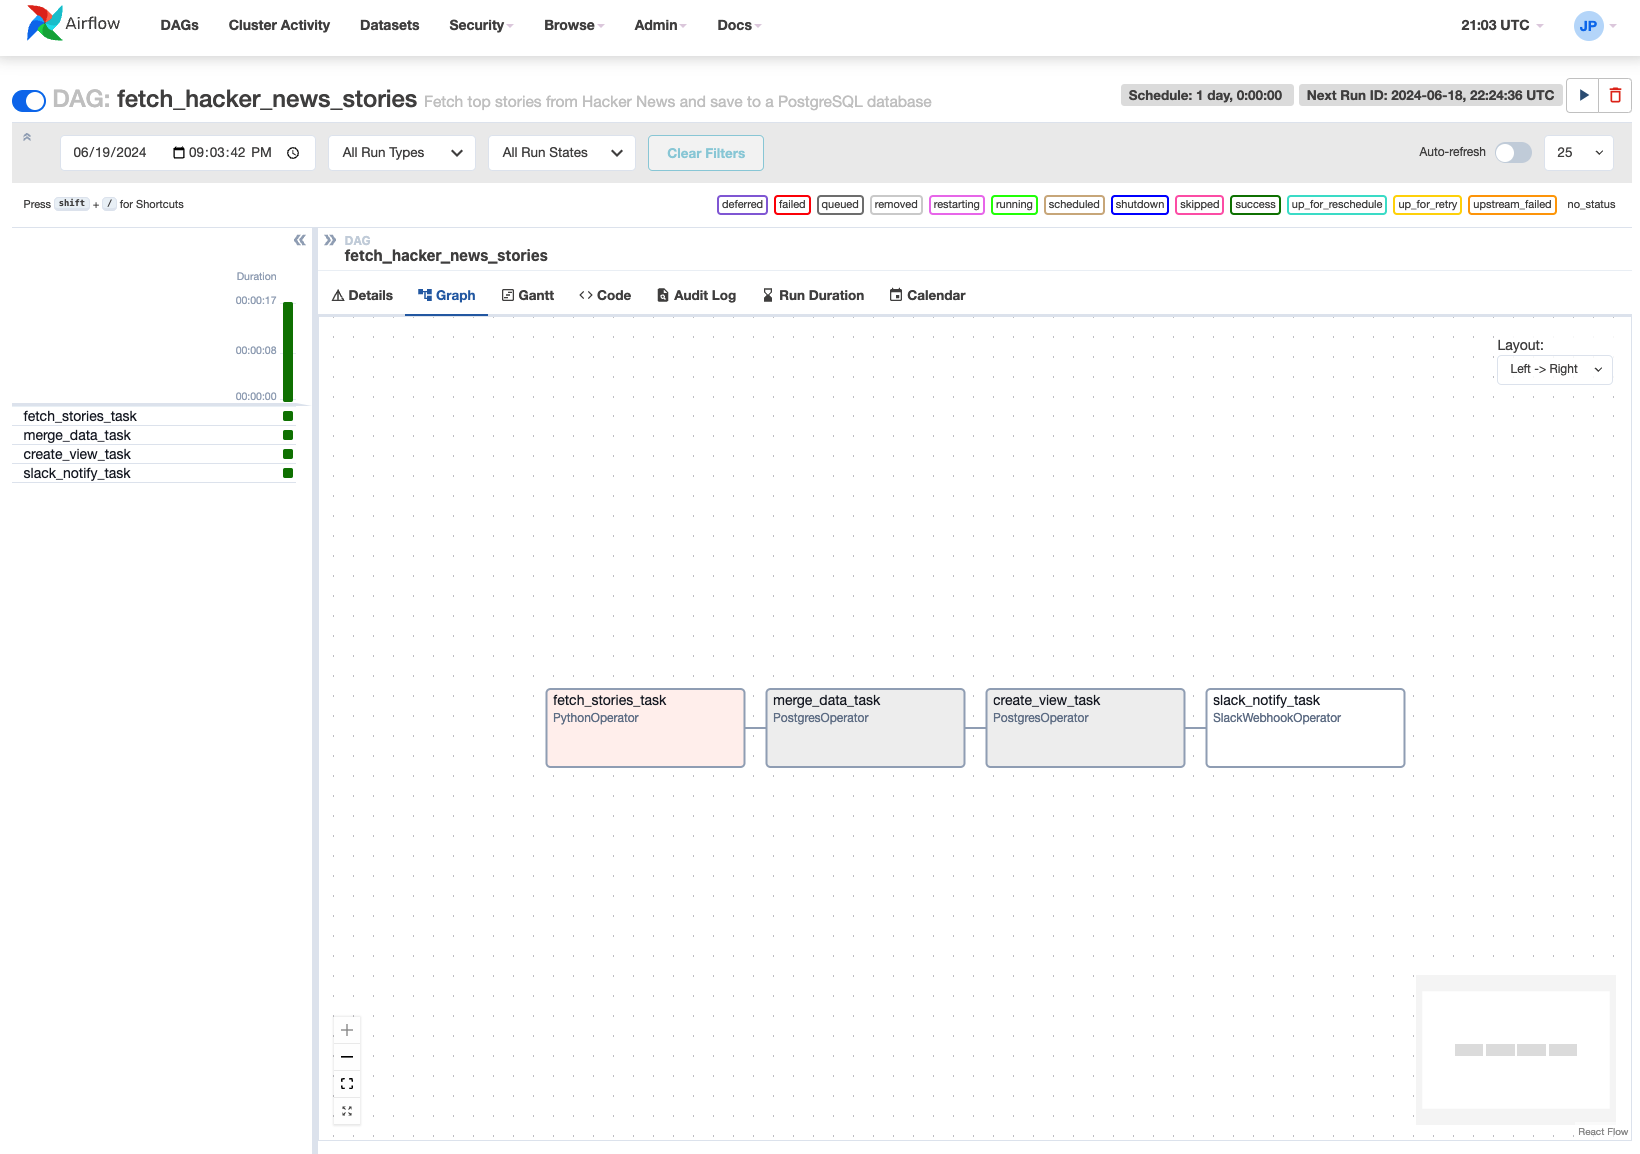 Airflow DAGs Cluster Activity Datasets Security Browse Admin Docs 21:03 UTC JP
DAG: fetch_hacker_news_stories Fetch top stories from Hacker News and save to a PostgreSQL database Schedule: 1 day, 0:00:00 Next Run ID: 2024-06-18, 22:24:36 UTC
06/19/2024 09:03:42 PM All Run Types All Run States Clear Filters Auto-refresh 25
Press shift + / for Shortcuts deferred failed queued removed restarting running scheduled shutdown skipped success up_for_reschedule up_for_retry upstream_failed no_status
DAG
fetch_hacker_news_stories
Duration
00:00:17
00:00:08
00:00:00
fetch_stories_task
merge_data_task
create_view_task
slack_notify_task
Details Graph Gantt Code Audit Log Run Duration Calendar
Layout:
Left -> Right
fetch_stories_task merge_data_task create_view_task slack_notify_task
PythonOperator PostgresOperator PostgresOperator SlackWebhookOperator
React Flow